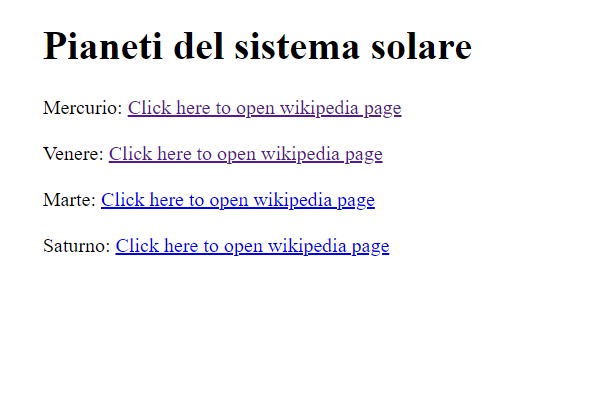 Pianeti del sistema solare
Mercurio: Click here to open wikipedia page
Venere: Click here to open wikipedia page
Marte: Click here to open wikipedia page
Saturno: Click here to open wikipedia page